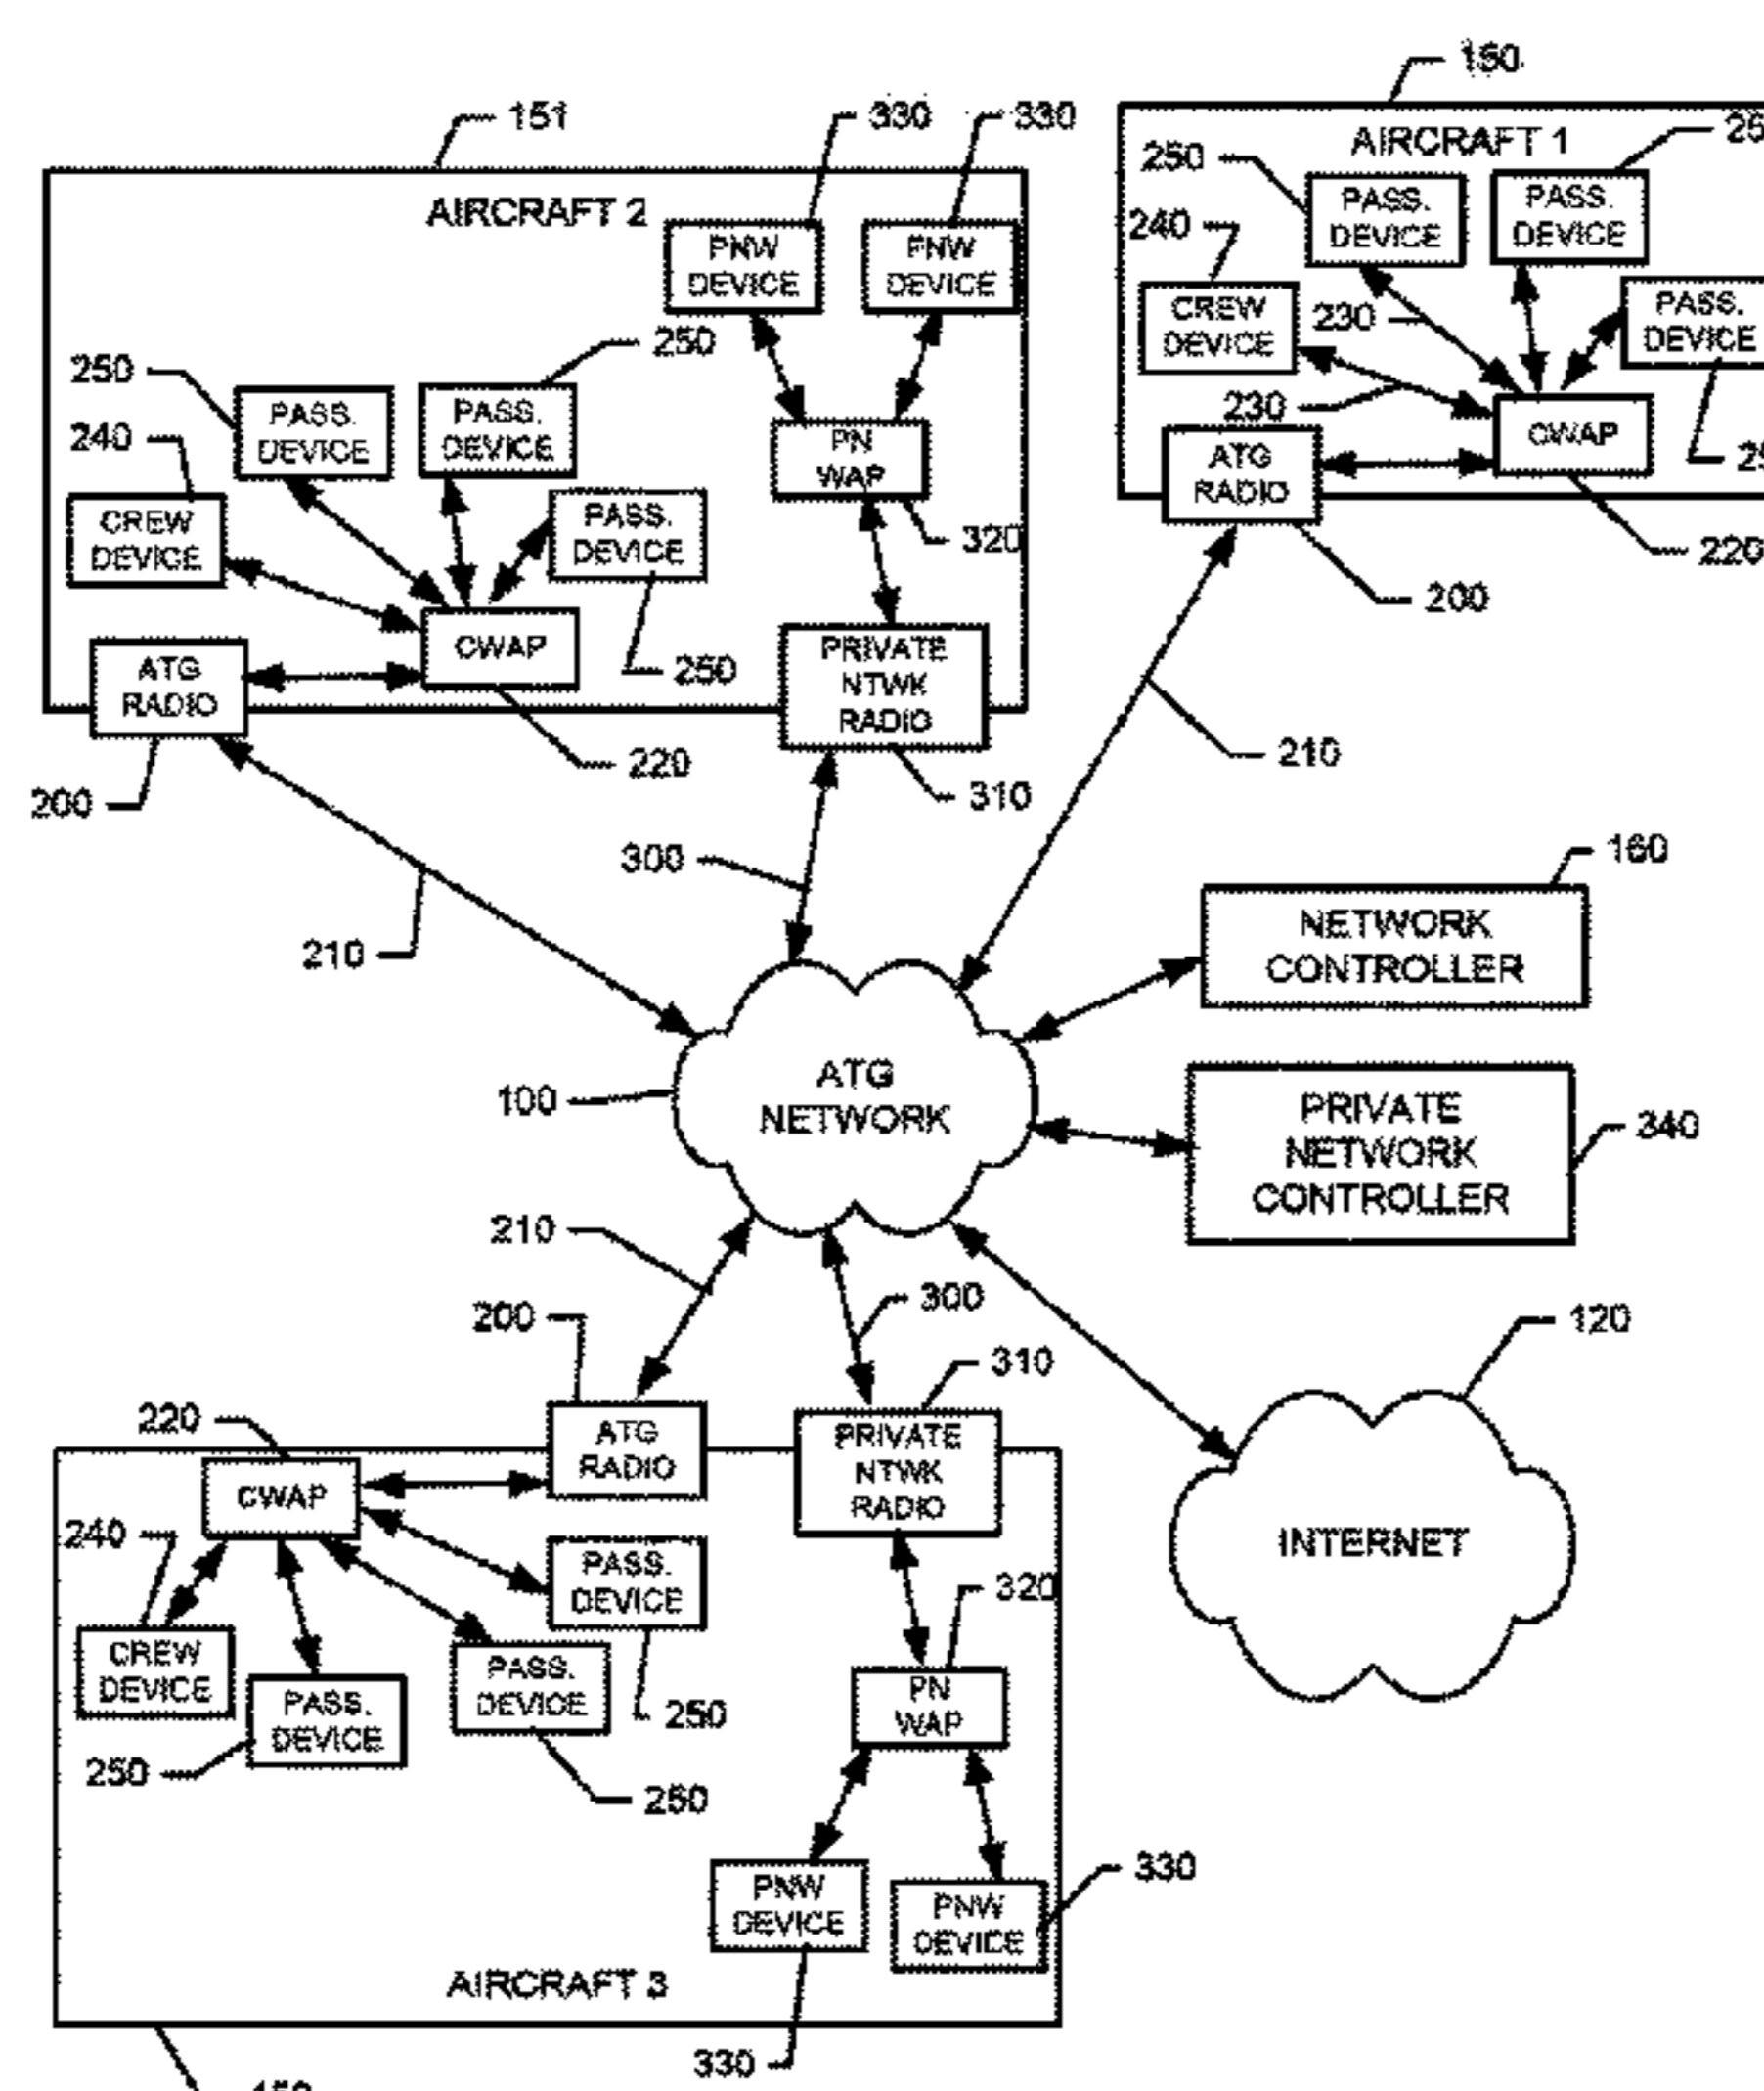 150
151
330
330
AIRCRAFT 1
250
PASS.
DEVICE
PASS.
DEVICE
240
CREW
DEVICE
230
PASS.
DEVICE
230
CWAP
ATG
RADIO
220
200
210
AIRCRAFT 2
PNW
DEVICE
PNW
DEVICE
250
250
PASS.
DEVICE
PASS.
DEVICE
240
PN
WAP
CREW
DEVICE
PASS.
DEVICE
320
CWAP
250
ATG
RADIO
PRIVATE
NTWK
RADIO
220
200
310
300
210
160
NETWORK
CONTROLLER
ATG
NETWORK
100
PRIVATE
NETWORK
CONTROLLER
340
210
300
200
120
310
220
ATG
RADIO
PRIVATE
NTWK
RADIO
CWAP
240
INTERNET
PASS.
DEVICE
320
CREW
DEVICE
PASS.
DEVICE
PASS.
DEVICE
250
PN
WAP
250
250
330
PNW
DEVICE
PNW
DEVICE
AIRCRAFT 3
330